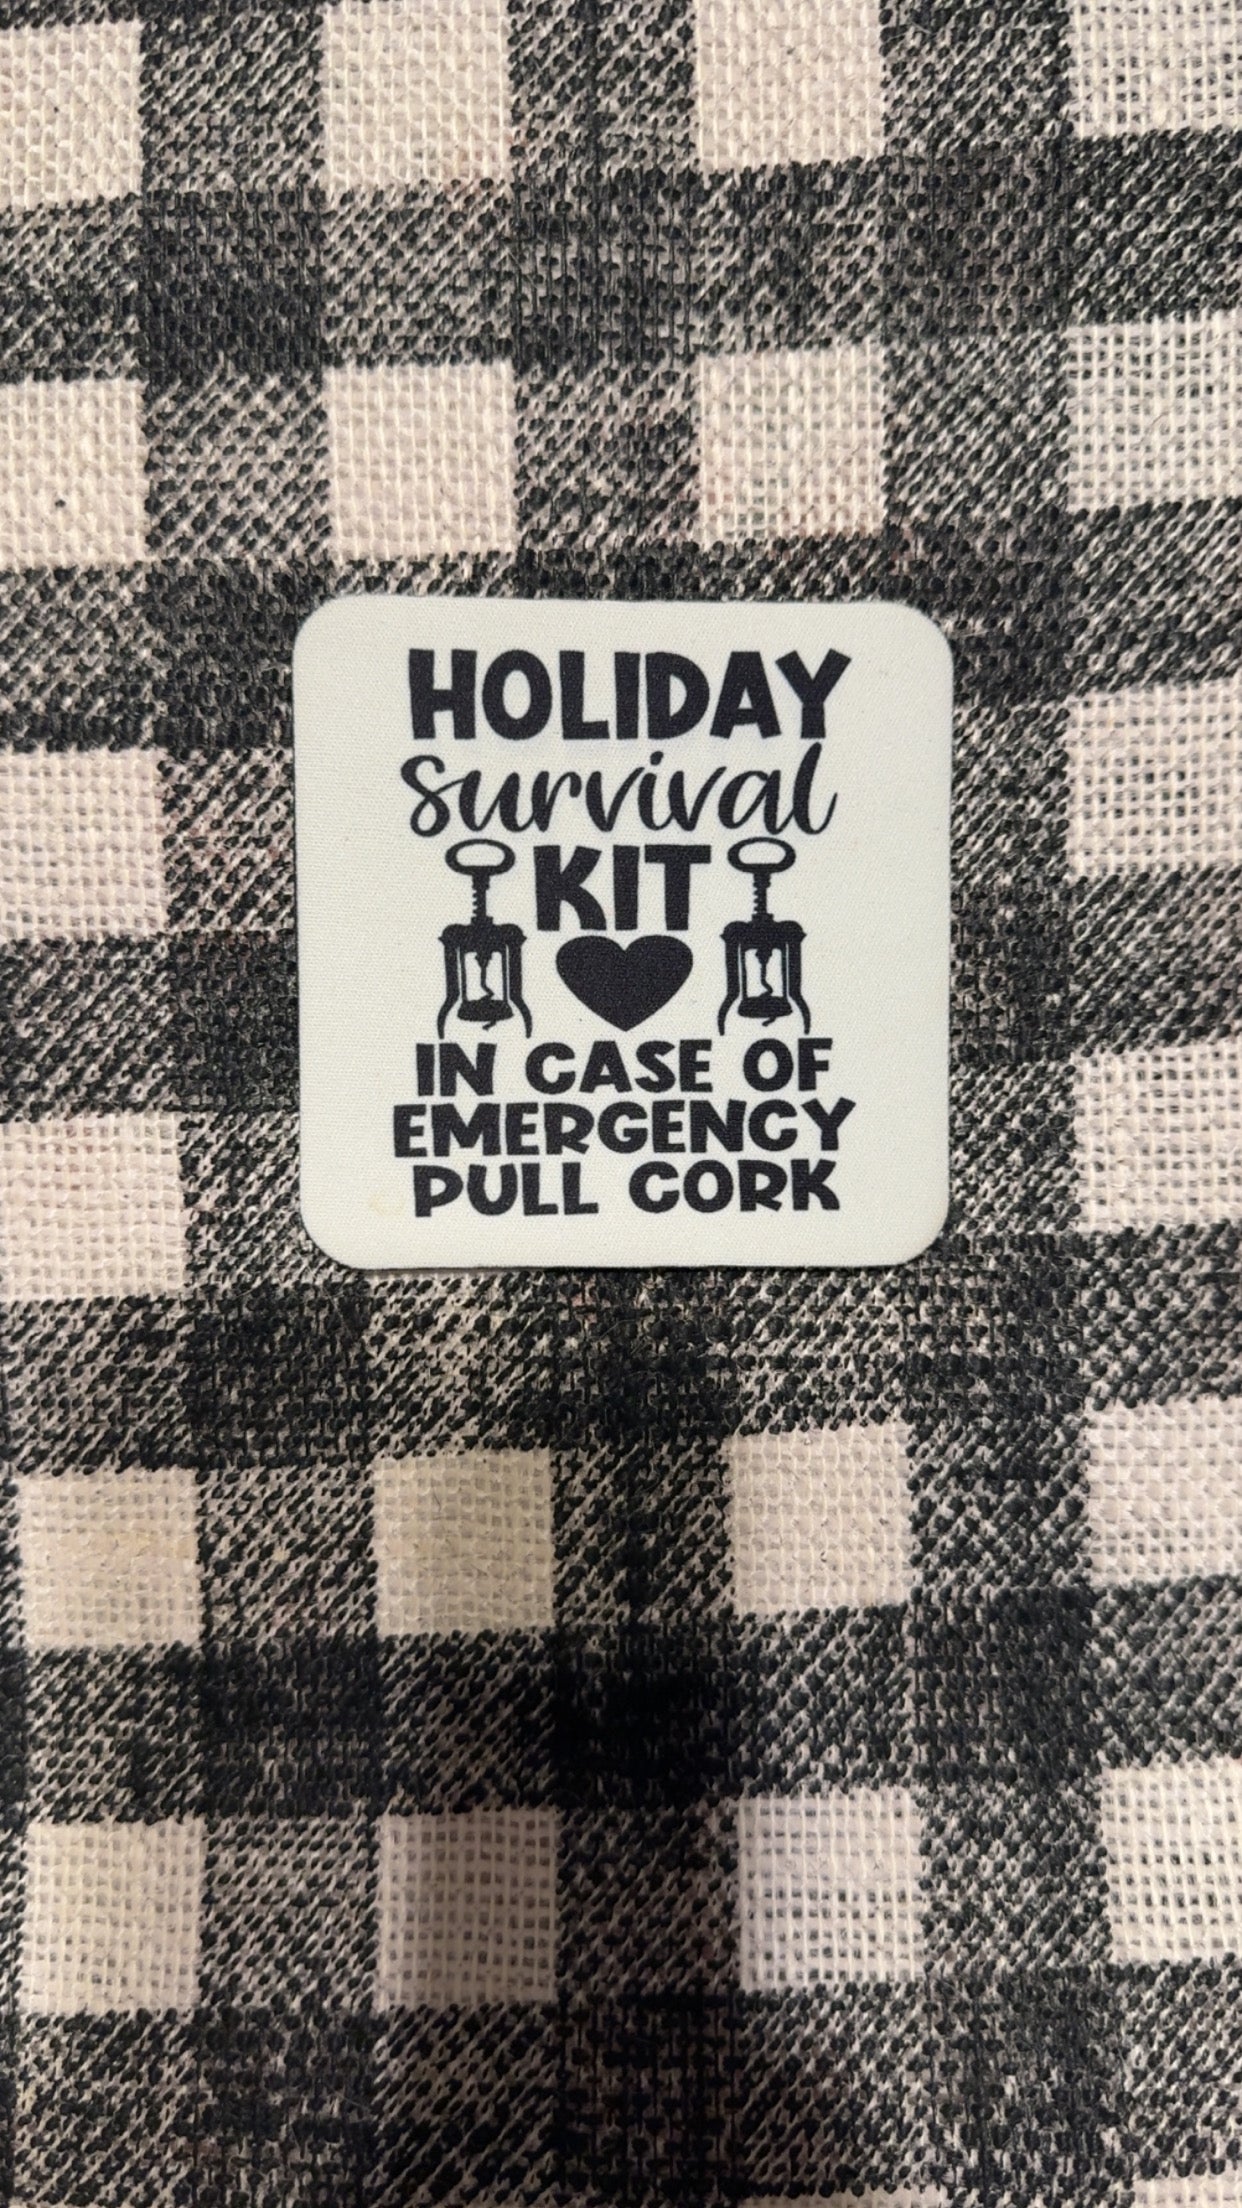 HOLIDAY
survival
KIT
IN CASE OF
EMERGENCY
PULL CORK